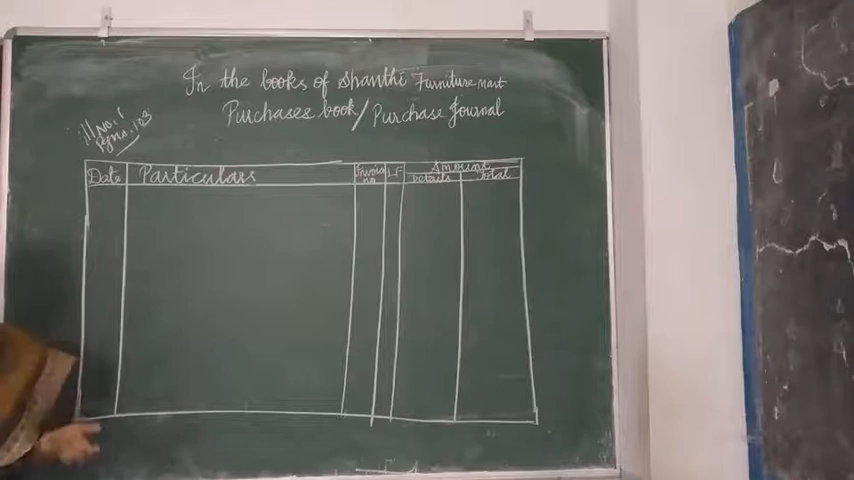 In the books of Shanthi Furniture mart
Purchases book / Purchase Journal
Ill No. 1
Pg no. 123
Date Particulars Invoice no LF Amount
Details Total